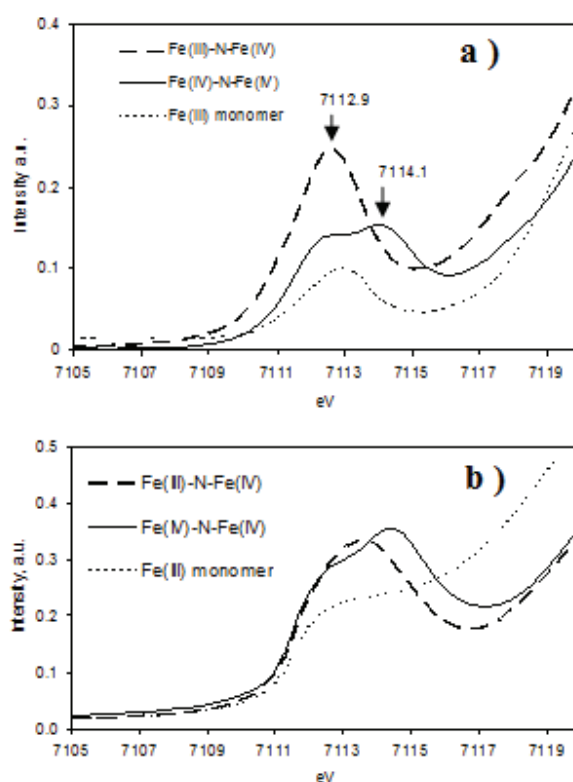 a )
0.4
Fe(III)-N-Fe(IV)
Fe(IV)-N-Fe(IV)
Fe(III) monomer
7112.9
7114.1
0.3
0.2
0.1
0
Intensity a.u.
7105 7107 7109 7111 7113 7115 7117 7119
eV
b )
0.5
Fe(III)-N-Fe(IV)
Fe(IV)-N-Fe(IV)
Fe(III) monomer
0.4
0.3
0.2
0.1
0.0
Intensity, a.u.
7105 7107 7109 7111 7113 7115 7117 7119
eV